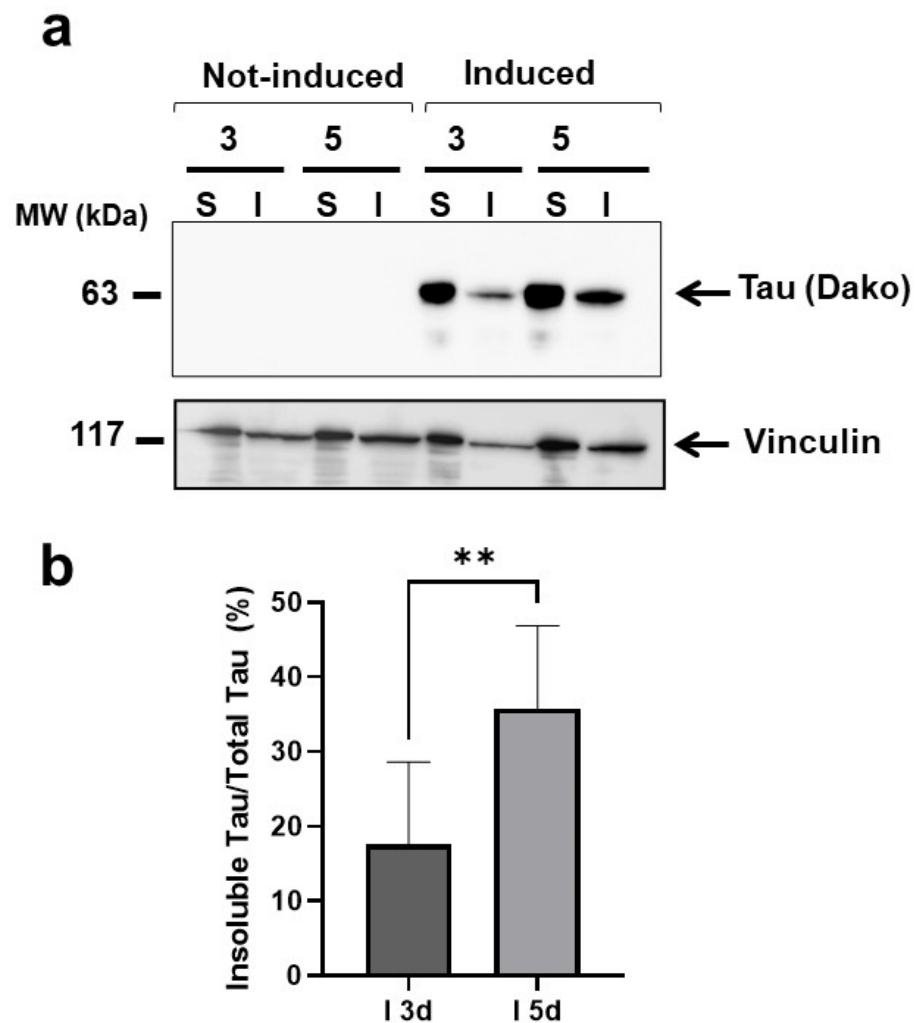 a
Not-induced Induced
3 5 3 5
S I S I S I S I
MW (kDa)
63 Tau (Dako)
117 Vinculin
b
**
Insoluble Tau/Total Tau (%)
50
40
30
20
10
0
I 3d I 5d